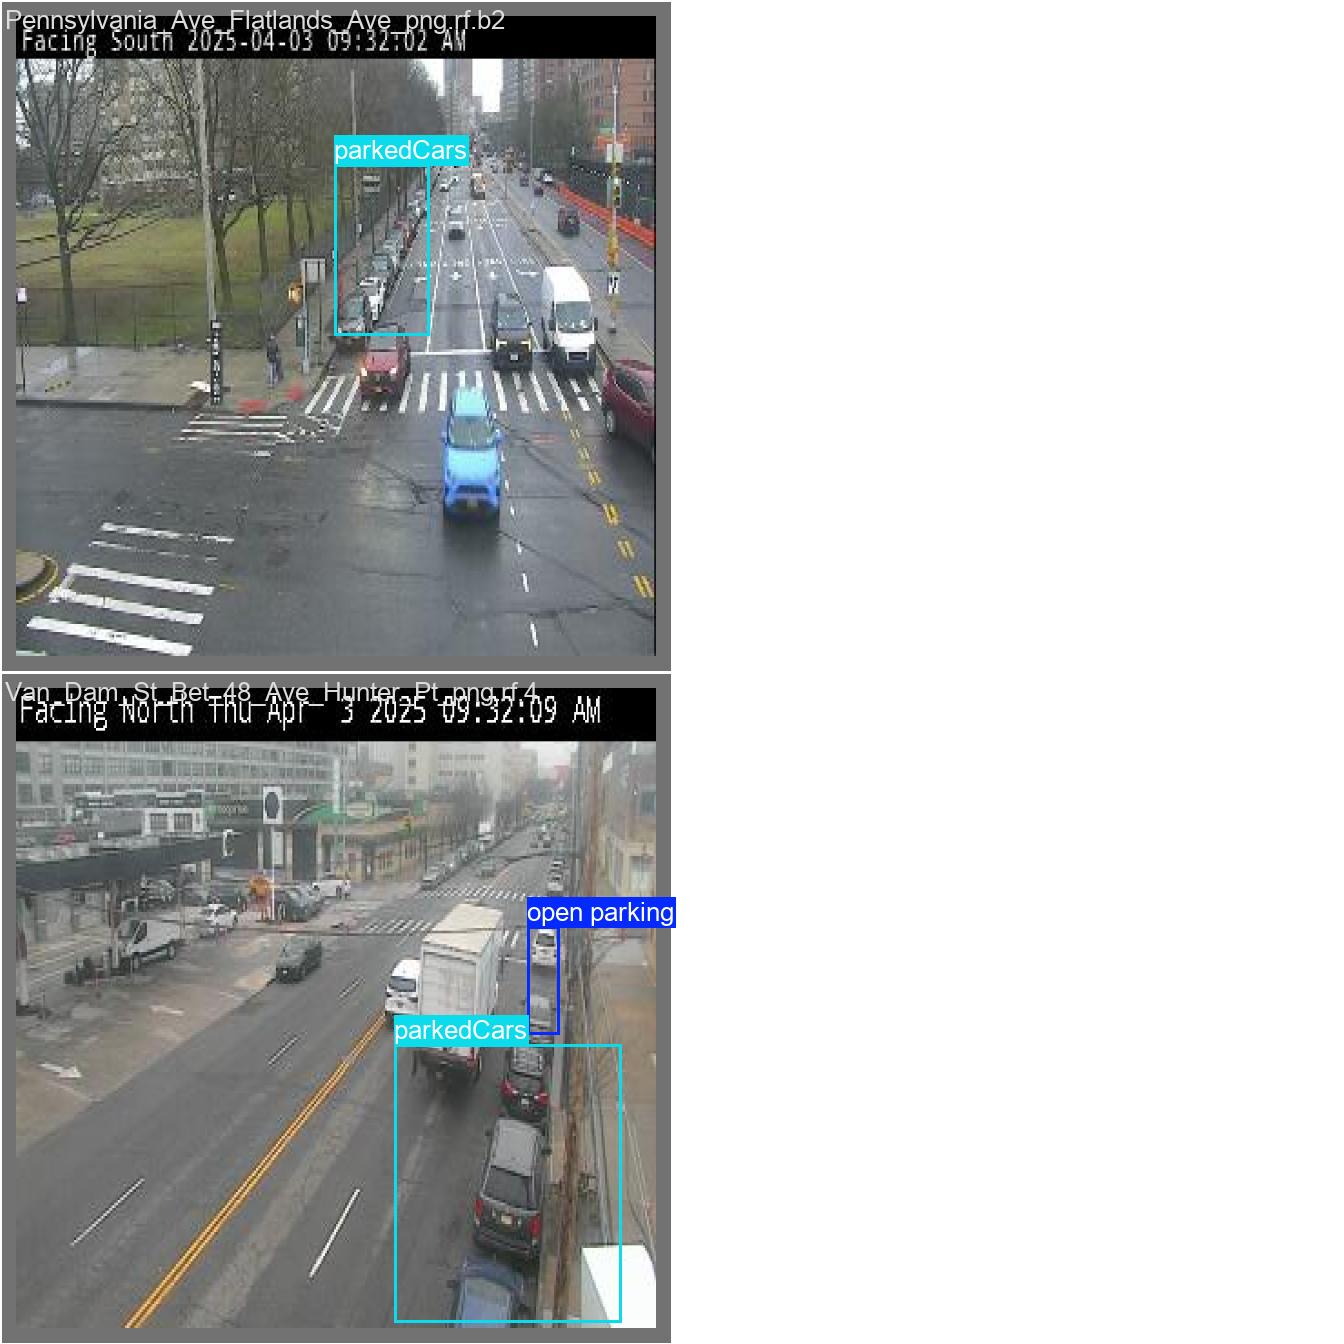 Pennsylvania_Ave_Flatlands_Ave_png.rf.b2
Facing South 2025-04-03 09:32:02 AM
parkedCars
Van_Dam_St_Bet_48_Ave_Hunter_Pt_png.rf.4
Facing North Thu Apr 3 2025 09:32:09 AM
open parking
parkedCars